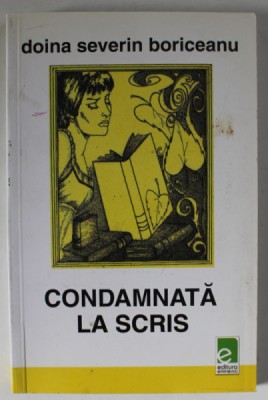 doina severin boriceanu
CONDAMNATĂ
LA SCRIS
e
editura